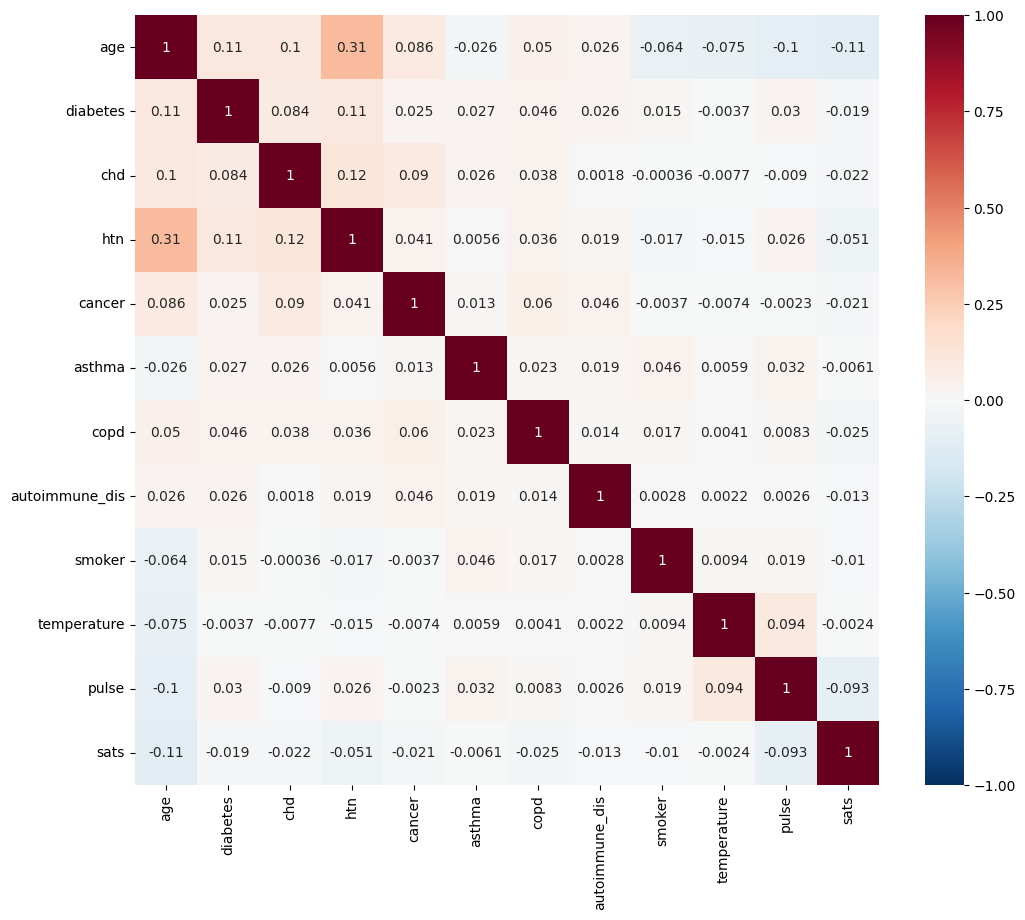 age 1 0.11 0.1 0.31 0.086 -0.026 0.05 0.026 -0.064 -0.075 -0.1 -0.11
diabetes 0.11 1 0.084 0.11 0.025 0.027 0.046 0.026 0.015 -0.0037 0.03 -0.019
chd 0.1 0.084 1 0.12 0.09 0.026 0.038 0.0018 -0.00036 -0.0077 -0.009 -0.022
htn 0.31 0.11 0.12 1 0.041 0.0056 0.036 0.019 -0.017 -0.015 0.026 -0.051
cancer 0.086 0.025 0.09 0.041 1 0.013 0.06 0.046 -0.0037 -0.0074 -0.0023 -0.021
asthma -0.026 0.027 0.026 0.0056 0.013 1 0.023 0.019 0.046 0.0059 0.032 -0.0061
copd 0.05 0.046 0.038 0.036 0.06 0.023 1 0.014 0.017 0.0041 0.0083 -0.025
autoimmune_dis 0.026 0.026 0.0018 0.019 0.046 0.019 0.014 1 0.0028 0.0022 0.0026 -0.013
smoker -0.064 0.015 -0.00036 -0.017 -0.0037 0.046 0.017 0.0028 1 0.0094 0.019 -0.01
temperature -0.075 -0.0037 -0.0077 -0.015 -0.0074 0.0059 0.0041 0.0022 0.0094 1 0.094 -0.0024
pulse -0.1 0.03 -0.009 0.026 -0.0023 0.032 0.0083 0.0026 0.019 0.094 1 -0.093
sats -0.11 -0.019 -0.022 -0.051 -0.021 -0.0061 -0.025 -0.013 -0.01 -0.0024 -0.093 1
age diabetes chd htn cancer asthma copd autoimmune_dis smoker temperature pulse sats
1.00
0.75
0.50
0.25
0.00
−0.25
−0.50
−0.75
−1.00